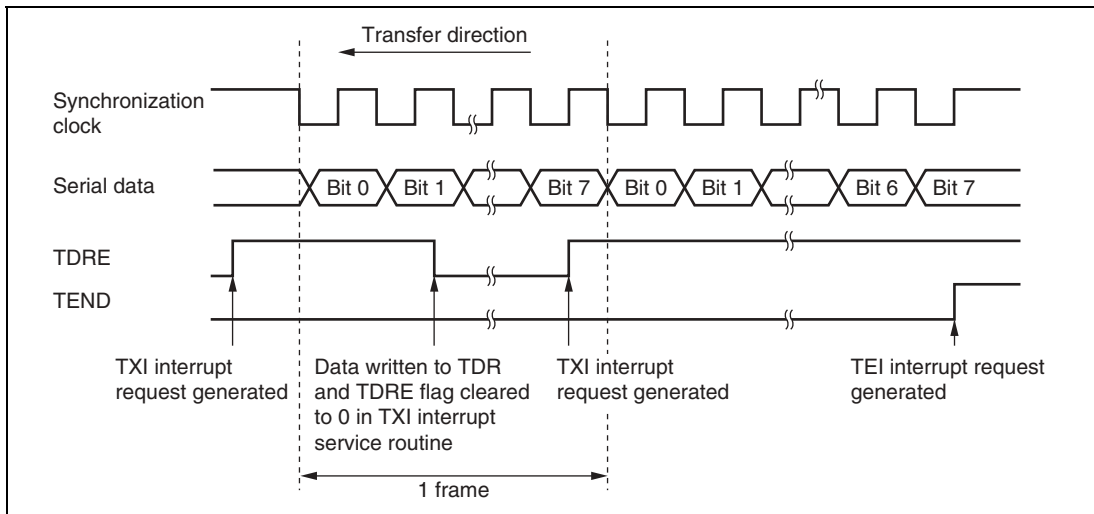 Transfer direction
Synchronization
clock
Serial data
Bit 0 Bit 1 Bit 7 Bit 0 Bit 1 Bit 6 Bit 7
TDRE
TEND
TXI interrupt
request generated
Data written to TDR
and TDRE flag cleared
to 0 in TXI interrupt
service routine
TXI interrupt
request generated
TEI interrupt request
generated
1 frame